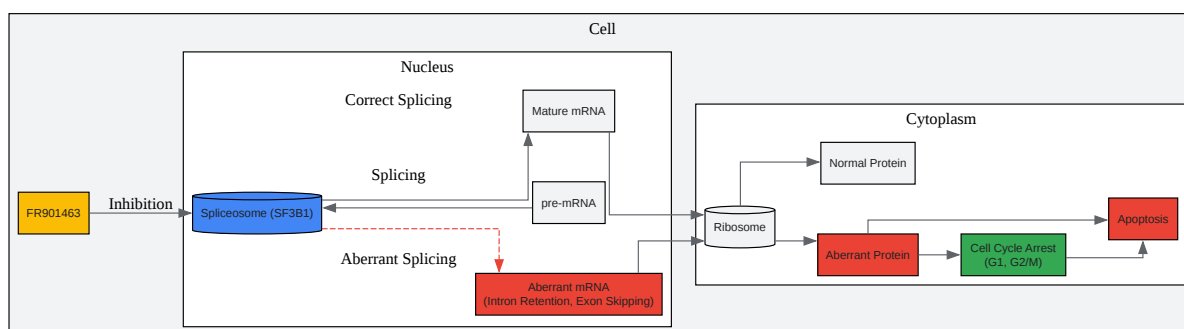 Cell
Nucleus
Correct Splicing
Mature mRNA
Cytoplasm
Normal Protein
Splicing
FR901463
Inhibition
Spliceosome (SF3B1)
pre-mRNA
Ribosome
Apoptosis
Aberrant Splicing
Aberrant Protein
Cell Cycle Arrest
(G1, G2/M)
Aberrant mRNA
(Intron Retention, Exon Skipping)